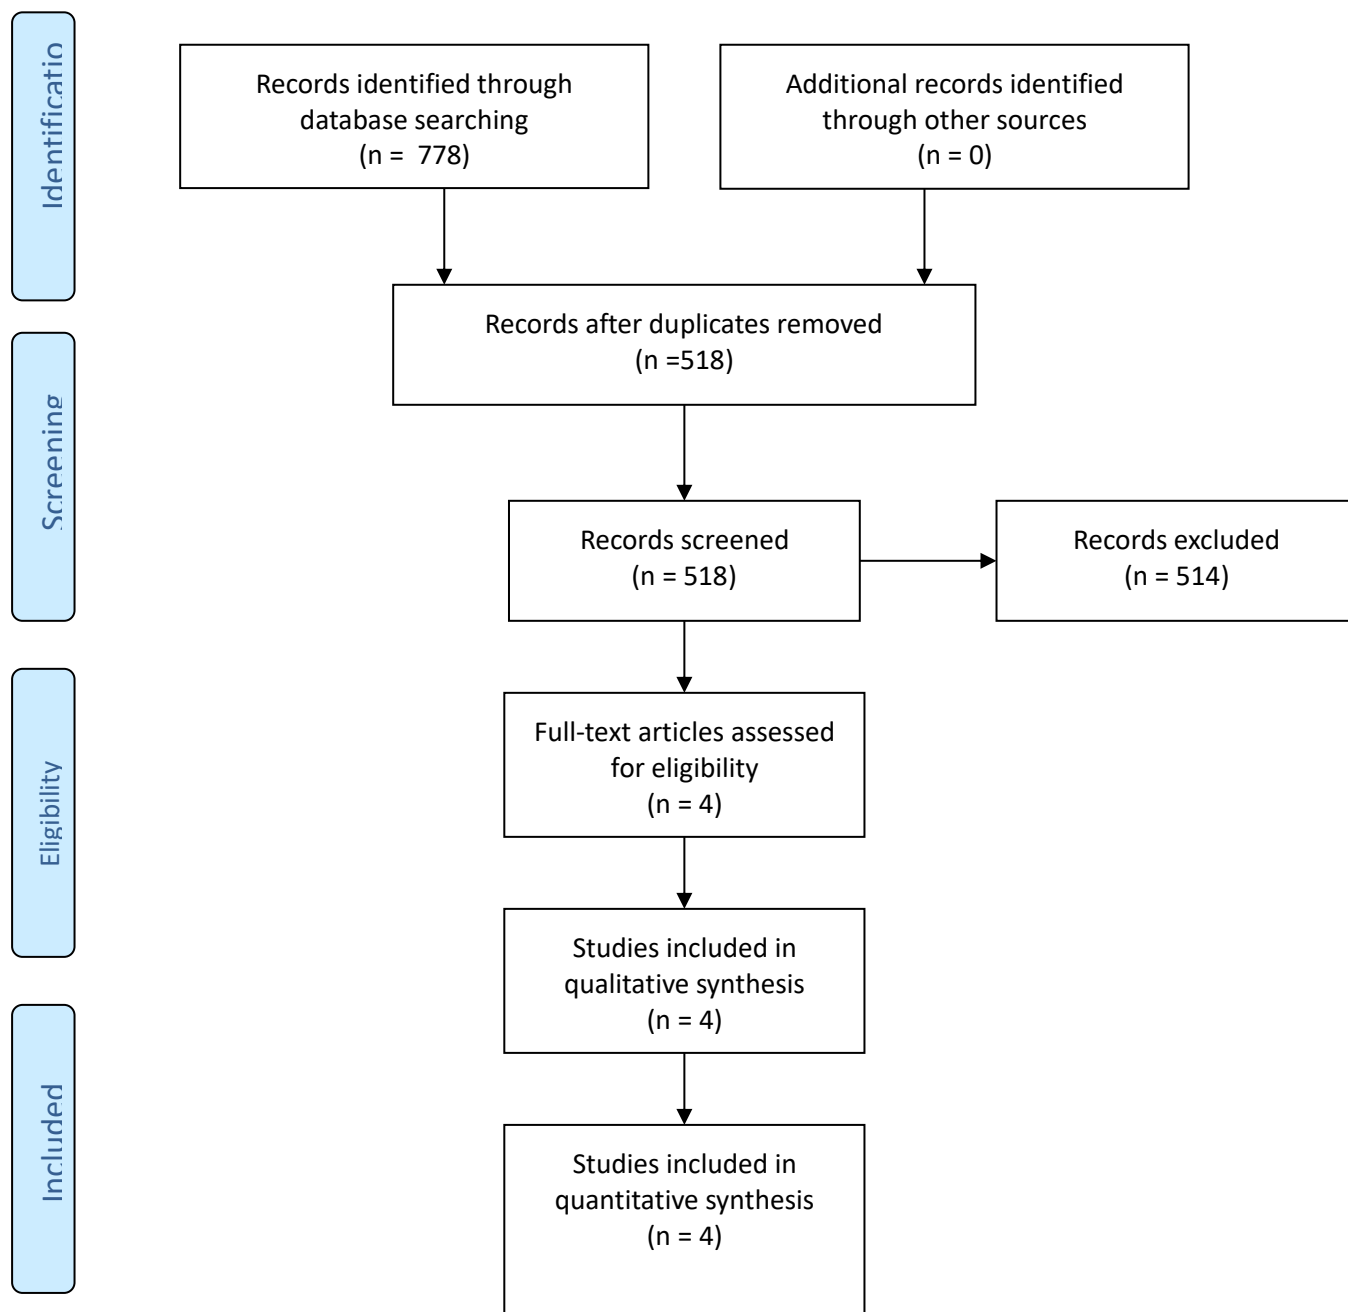 Identificatio
Records identified through
database searching
(n =  778)
Additional records identified
through other sources
(n = 0)
Records after duplicates removed
(n =518)
Screening
Records screened
(n = 518)
Records excluded
(n = 514)
Eligibility
Full-text articles assessed
for eligibility
(n = 4)
Studies included in
qualitative synthesis
(n = 4)
Included
Studies included in
quantitative synthesis
(n = 4)